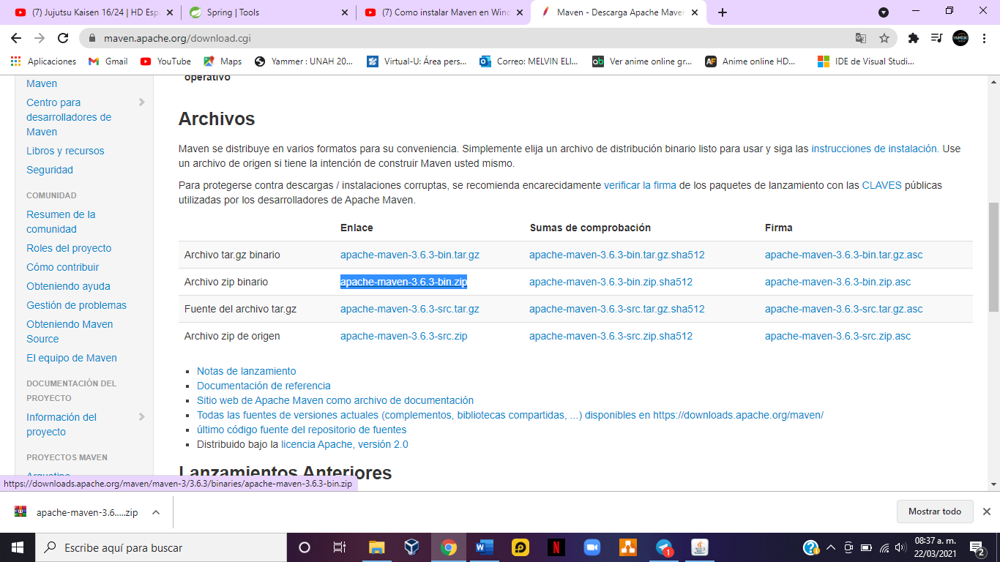 (7) Jujutsu Kaisen 16/24 | HD Esp
Spring | Tools
(7) Como instalar Maven en Wind
Maven - Descarga Apache Maven
maven.apache.org/download.cgi
Aplicaciones
Gmail
YouTube
Maps
Yammer : UNAH 20...
Virtual-U: Área pers...
Correo: MELVIN ELI...
Ver anime online gr...
Anime online HD...
IDE de Visual Studi...
Maven
Centro para
desarrolladores de
Maven
Libros y recursos
Seguridad
COMUNIDAD
Resumen de la
comunidad
Roles del proyecto
Cómo contribuir
Obteniendo ayuda
Gestión de problemas
Obteniendo Maven
Source
El equipo de Maven
DOCUMENTACIÓN DEL
PROYECTO
Información del
proyecto
PROYECTOS MAVEN
operativo
Archivos
Maven se distribuye en varios formatos para su conveniencia. Simplemente elija un archivo de distribución binario listo para usar y siga las instrucciones de instalación. Use
un archivo de origen si tiene la intención de construir Maven usted mismo.
Para protegerse contra descargas / instalaciones corruptas, se recomienda encarecidamente verificar la firma de los paquetes de lanzamiento con las CLAVES públicas
utilizadas por los desarrolladores de Apache Maven.
Enlace Sumas de comprobación Firma
Archivo tar.gz binario apache-maven-3.6.3-bin.tar.gz apache-maven-3.6.3-bin.tar.gz.sha512 apache-maven-3.6.3-bin.tar.gz.asc
Archivo zip binario apache-maven-3.6.3-bin.zip apache-maven-3.6.3-bin.zip.sha512 apache-maven-3.6.3-bin.zip.asc
Fuente del archivo tar.gz apache-maven-3.6.3-src.tar.gz apache-maven-3.6.3-src.tar.gz.sha512 apache-maven-3.6.3-src.tar.gz.asc
Archivo zip de origen apache-maven-3.6.3-src.zip apache-maven-3.6.3-src.zip.sha512 apache-maven-3.6.3-src.zip.asc
Notas de lanzamiento
Documentación de referencia
Sitio web de Apache Maven como archivo de documentación
Todas las fuentes de versiones actuales (complementos, bibliotecas compartidas, ...) disponibles en https://downloads.apache.org/maven/
último código fuente del repositorio de fuentes
Distribuido bajo la licencia Apache, versión 2.0
Lanzamientos Anteriores
https://downloads.apache.org/maven/maven-3/3.6.3/binaries/apache-maven-3.6.3-bin.zip
apache-maven-3.6.....zip
Mostrar todo
Escribe aquí para buscar
1
08:37 a. m.
22/03/2021
2